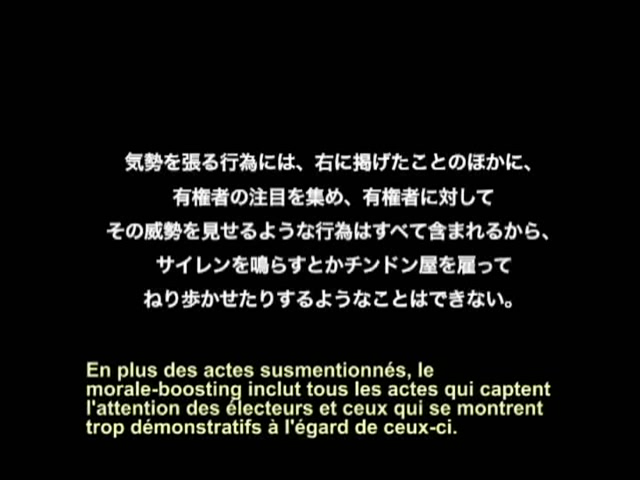 気勢を張る行為には、右に掲げたことのほかに、
有権者の注目を集め、有権者に対して
その威勢を見せるような行為はすべて含まれるから、
サイレンを鳴らすとかチンドン屋を雇って
ねり歩かせたりするようなことはできない。
En plus des actes susmentionnés, le
morale-boosting inclut tous les actes qui captent
l'attention des électeurs et ceux qui se montrent
trop démonstratifs à l'égard de ceux-ci.